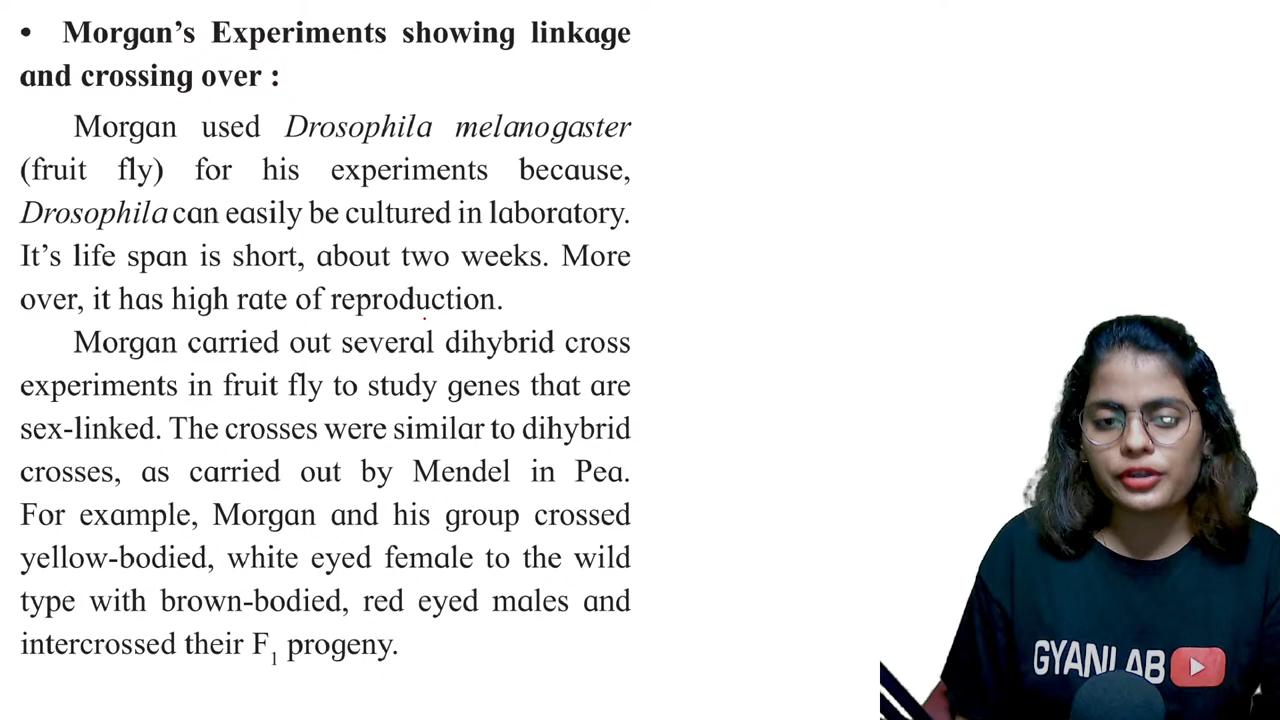 • Morgan’s Experiments showing linkage
and crossing over :
Morgan used Drosophila melanogaster
(fruit fly) for his experiments because,
Drosophila can easily be cultured in laboratory.
It’s life span is short, about two weeks. More
over, it has high rate of reproduction.
Morgan carried out several dihybrid cross
experiments in fruit fly to study genes that are
sex-linked. The crosses were similar to dihybrid
crosses, as carried out by Mendel in Pea.
For example, Morgan and his group crossed
yellow-bodied, white eyed female to the wild
type with brown-bodied, red eyed males and
intercrossed their F1 progeny.
GYANLAB